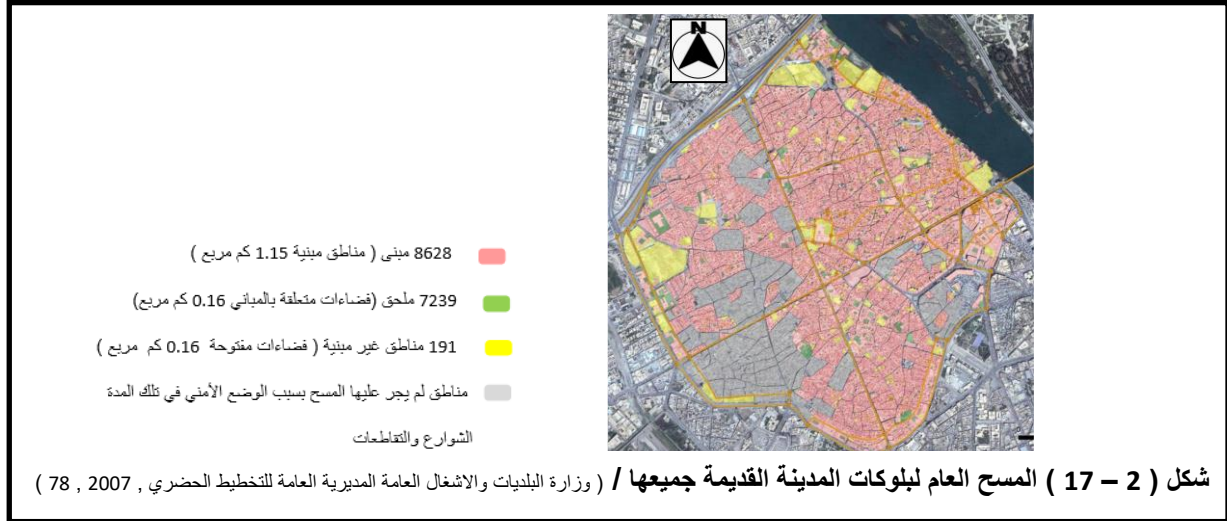 N
8628 مبنى ( مناطق مبنية 1.15 كم مربع )
7239 ملحق (فضاءات متعلقة بالمباني 0.16 كم مربع)
191 مناطق غير مبنية ( فضاءات مفتوحة 0.16 كم مربع )
مناطق لم يجر عليها المسح بسبب الوضع الأمني في تلك المدة
الشوارع والتقاطعات
شكل ( 2 – 17 ) المسح العام لبلوكات المدينة القديمة جميعها / ( وزارة البلديات والاشغال العامة المديرية العامة للتخطيط الحضري , 2007 , 78 )